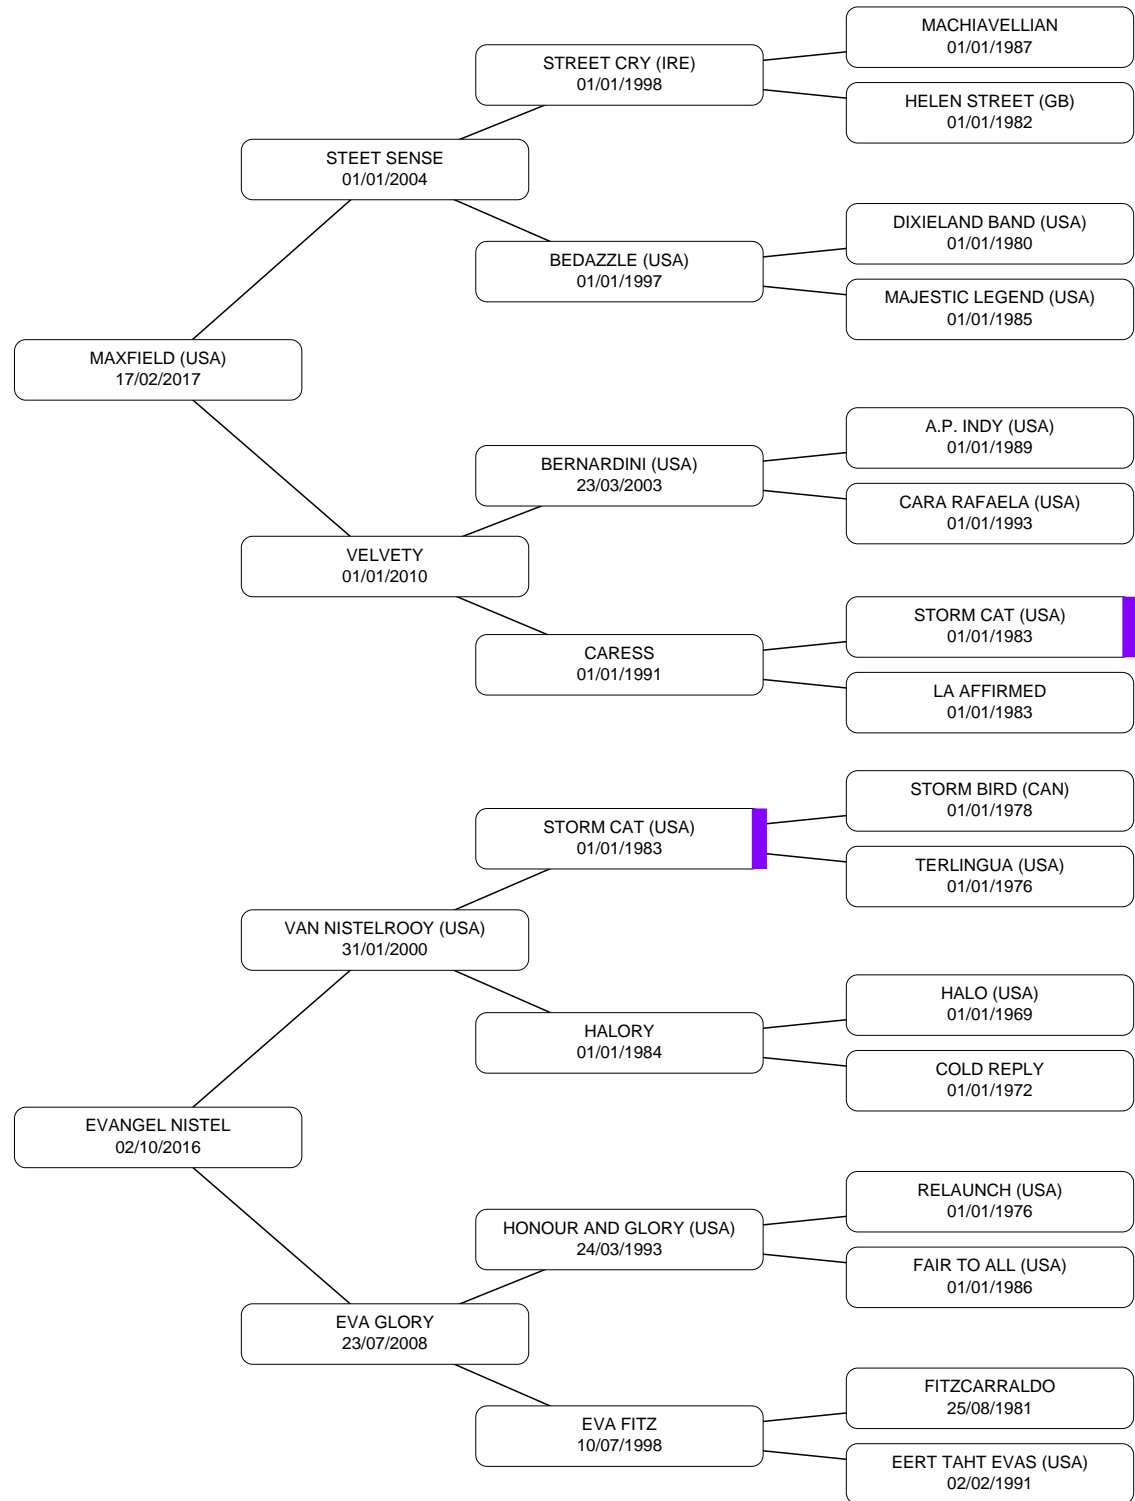 MACHIAVELLIAN
01/01/1987
STREET CRY (IRE)
01/01/1998
HELEN STREET (GB)
01/01/1982
STEET SENSE
01/01/2004
DIXIELAND BAND (USA)
01/01/1980
BEDAZZLE (USA)
01/01/1997
MAJESTIC LEGEND (USA)
01/01/1985
MAXFIELD (USA)
17/02/2017
A.P. INDY (USA)
01/01/1989
BERNARDINI (USA)
23/03/2003
CARA RAFAELA (USA)
01/01/1993
VELVETY
01/01/2010
STORM CAT (USA)
01/01/1983
CARESS
01/01/1991
LA AFFIRMED
01/01/1983
STORM BIRD (CAN)
01/01/1978
STORM CAT (USA)
01/01/1983
TERLINGUA (USA)
01/01/1976
VAN NISTELROOY (USA)
31/01/2000
HALO (USA)
01/01/1969
HALORY
01/01/1984
COLD REPLY
01/01/1972
EVANGEL NISTEL
02/10/2016
RELAUNCH (USA)
01/01/1976
HONOUR AND GLORY (USA)
24/03/1993
FAIR TO ALL (USA)
01/01/1986
EVA GLORY
23/07/2008
FITZCARRALDO
25/08/1981
EVA FITZ
10/07/1998
EERT TAHT EVAS (USA)
02/02/1991